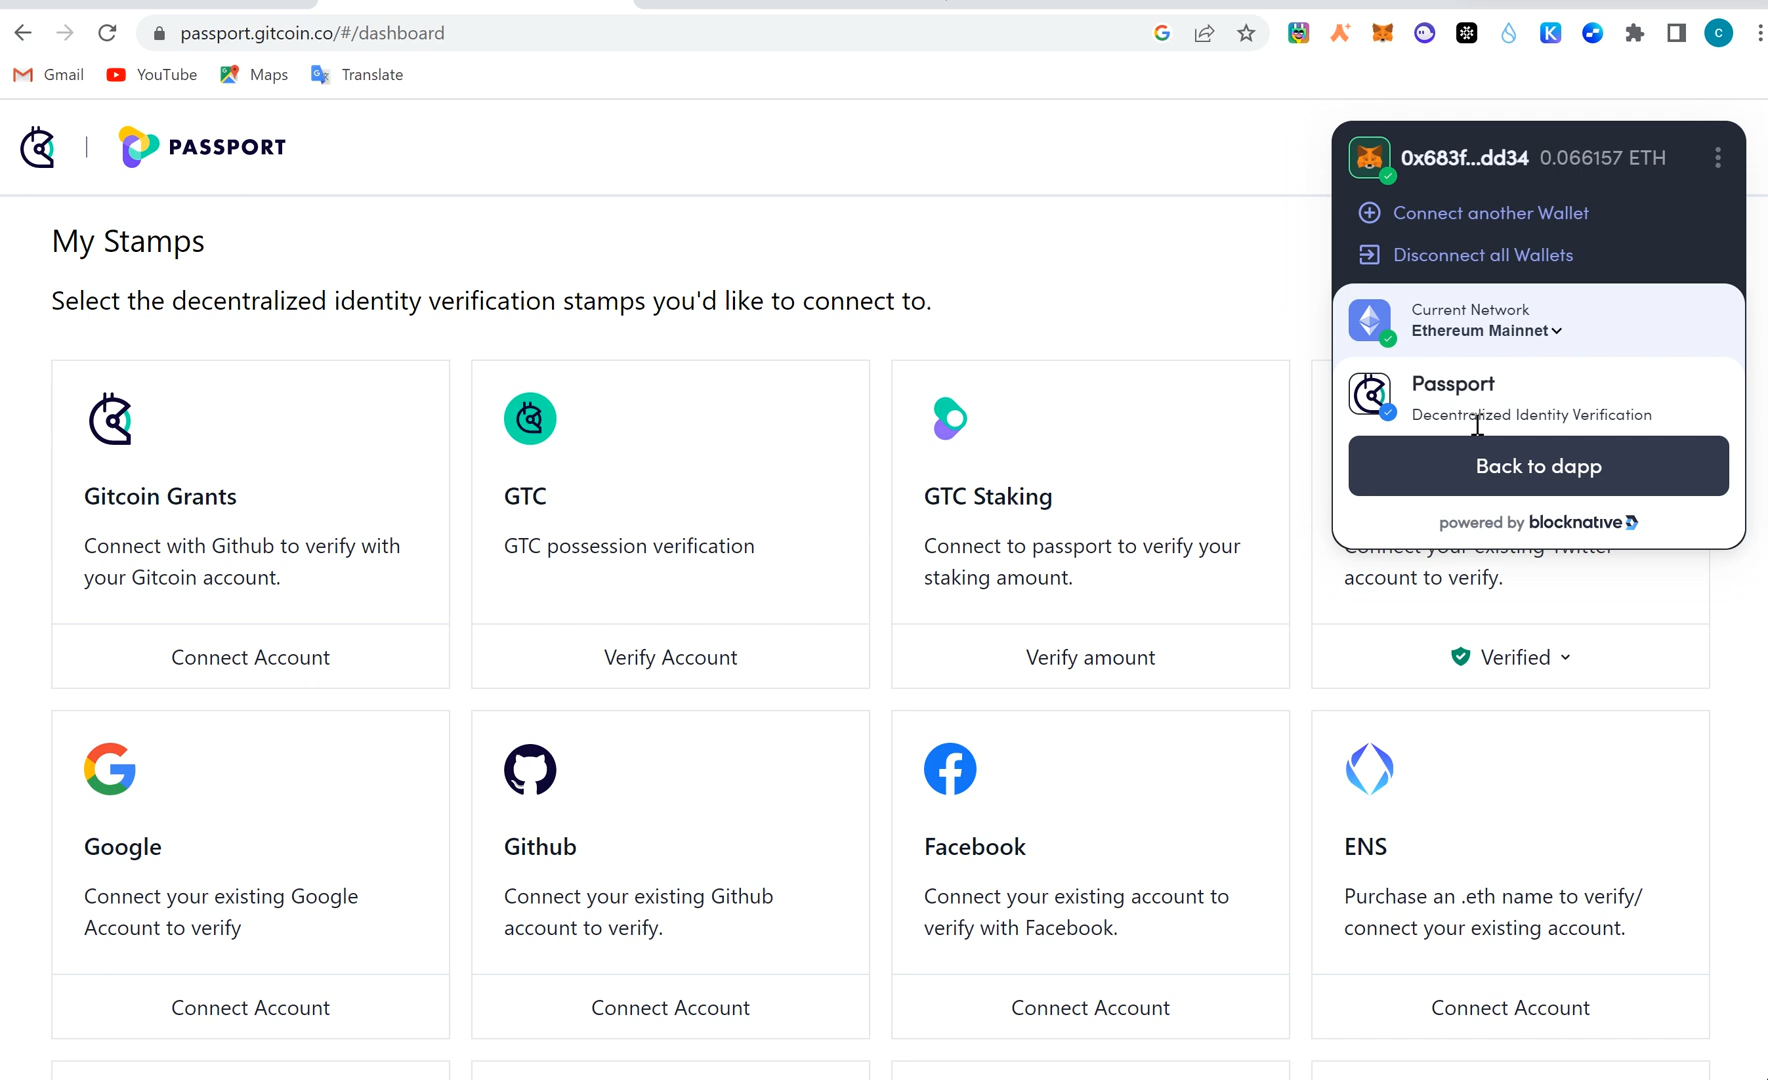 passport.gitcoin.co/#/dashboard
C
Gmail
YouTube
Maps
Translate
PASSPORT
0x683f...dd34 0.066157 ETH
Connect another Wallet
Disconnect all Wallets
Current Network
Ethereum Mainnet
Passport
Decentralized Identity Verification
Back to dapp
powered by blocknative
My Stamps
Select the decentralized identity verification stamps you'd like to connect to.
Gitcoin Grants
Connect with Github to verify with
your Gitcoin account.
Connect Account
GTC
GTC possession verification
Verify Account
GTC Staking
Connect to passport to verify your
staking amount.
Verify amount
Connect your existing Twitter
account to verify.
Verified
Google
Connect your existing Google
Account to verify
Connect Account
Github
Connect your existing Github
account to verify.
Connect Account
Facebook
Connect your existing account to
verify with Facebook.
Connect Account
ENS
Purchase an .eth name to verify/
connect your existing account.
Connect Account